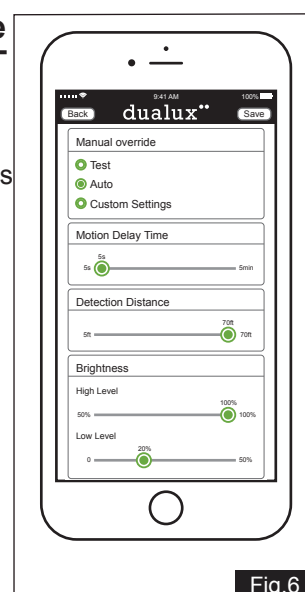 e
s
9:41 AM 100%
Back dualux Save
Manual override
Test
Auto
Custom Settings
Motion Delay Time
5s
5s 5min
Detection Distance
70ft
5ft 70ft
Brightness
High Level
100%
50% 100%
Low Level
20%
0 50%
Fig.6